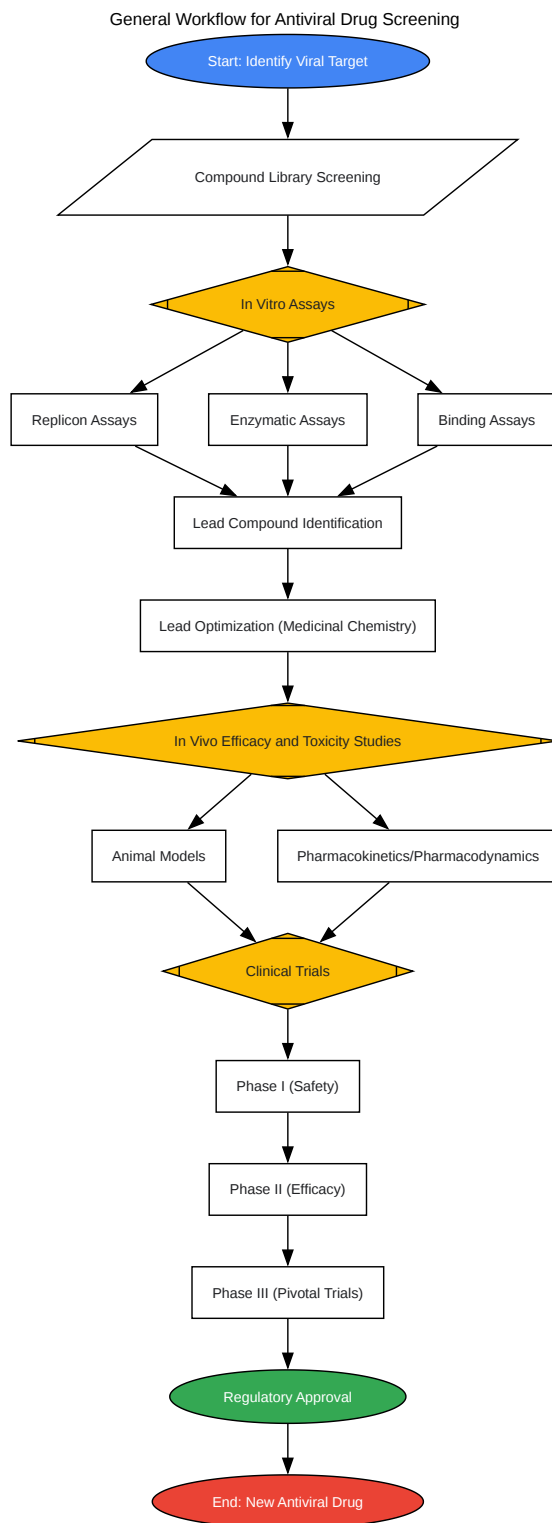 General Workflow for Antiviral Drug Screening
Start: Identify Viral Target
Compound Library Screening
In Vitro Assays
Replicon Assays
Enzymatic Assays
Binding Assays
Lead Compound Identification
Lead Optimization (Medicinal Chemistry)
In Vivo Efficacy and Toxicity Studies
Animal Models
Pharmacokinetics/Pharmacodynamics
Clinical Trials
Phase I (Safety)
Phase II (Efficacy)
Phase III (Pivotal Trials)
Regulatory Approval
End: New Antiviral Drug